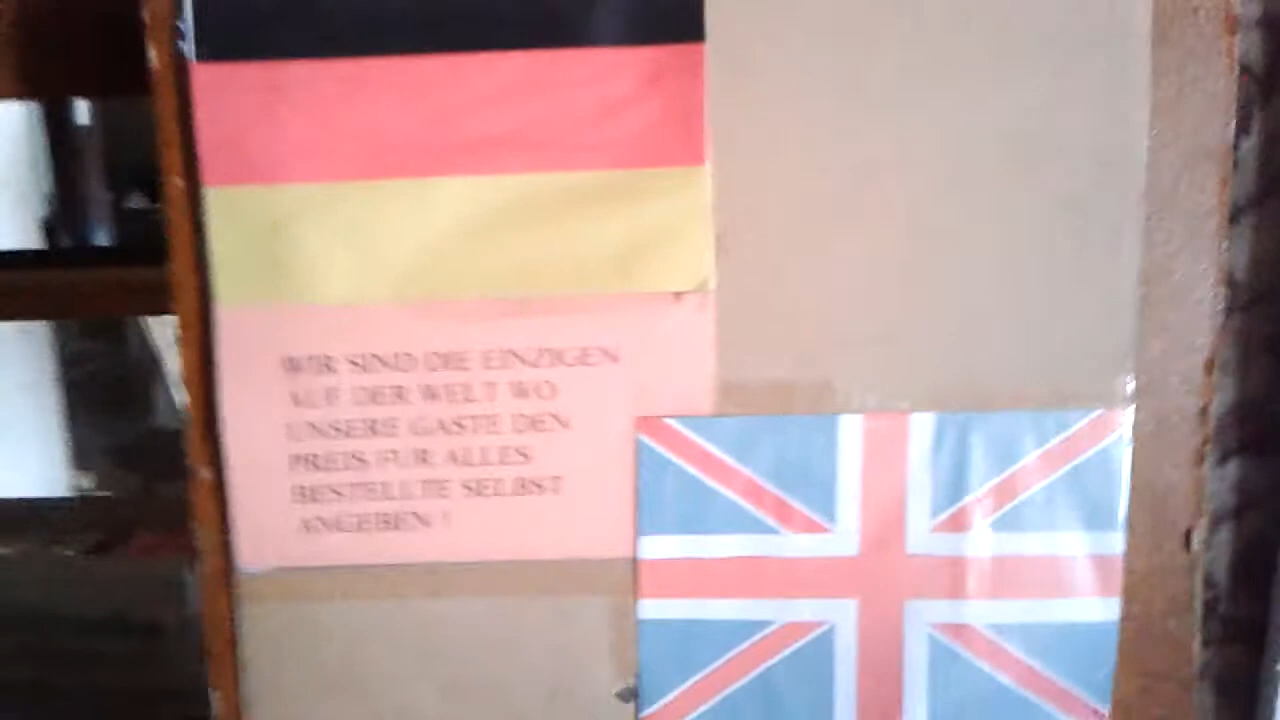 WIR SIND DIE EINZIGEN
AUF DER WELT WO
UNSERE GASTE DEN
PREIS FUR ALLES
BESTELLTE SELBST
ANGEBEN !